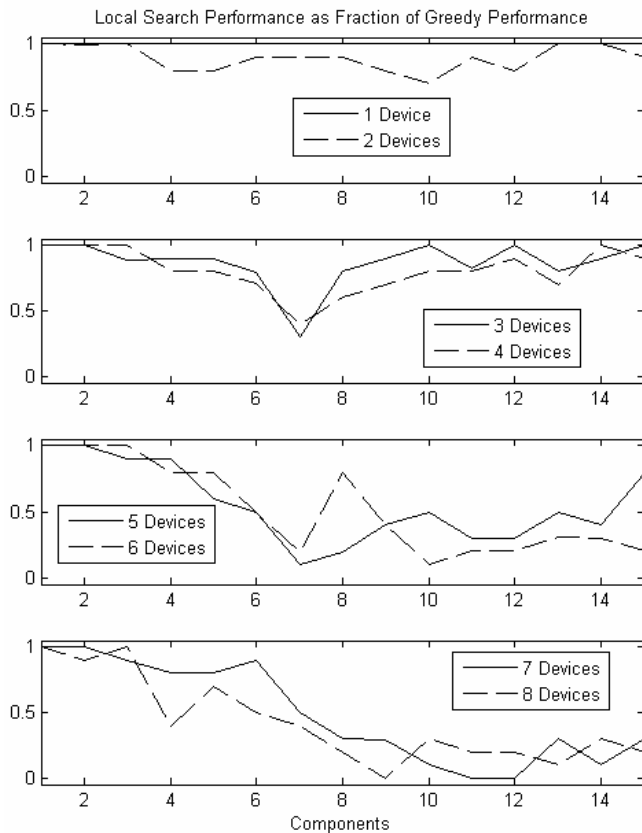 Local Search Performance as Fraction of Greedy Performance
1
0.5
0
1 Device
2 Devices
2 4 6 8 10 12 14
1
0.5
0
3 Devices
4 Devices
2 4 6 8 10 12 14
1
0.5
0
5 Devices
6 Devices
2 4 6 8 10 12 14
1
0.5
0
7 Devices
8 Devices
2 4 6 8 10 12 14
Components